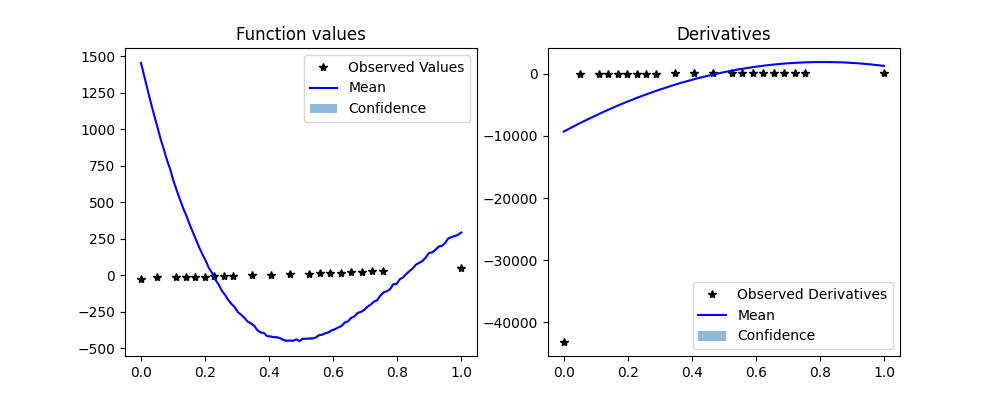 Function values
1500
1250
1000
750
500
250
0
−250
−500
0.0 0.2 0.4 0.6 0.8 1.0
Observed Values
Mean
Confidence
Derivatives
0
−10000
−20000
−30000
−40000
0.0 0.2 0.4 0.6 0.8 1.0
Observed Derivatives
Mean
Confidence